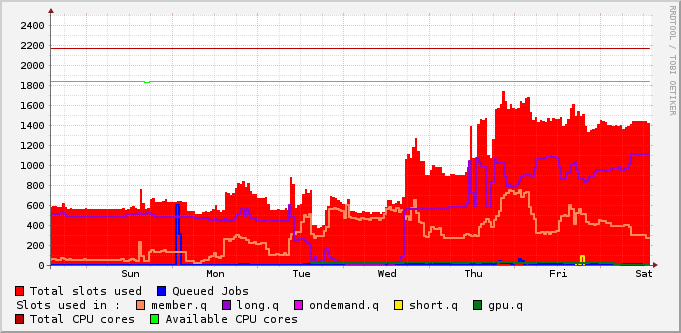 RRDTOOL / TOBI OETIKER
2400
2200
2000
1800
1600
1400
1200
1000
800
600
400
200
0
Sun Mon Tue Wed Thu Fri Sat
Total slots used Queued Jobs
Slots used in : member.q long.q ondemand.q short.q gpu.q
Total CPU cores Available CPU cores